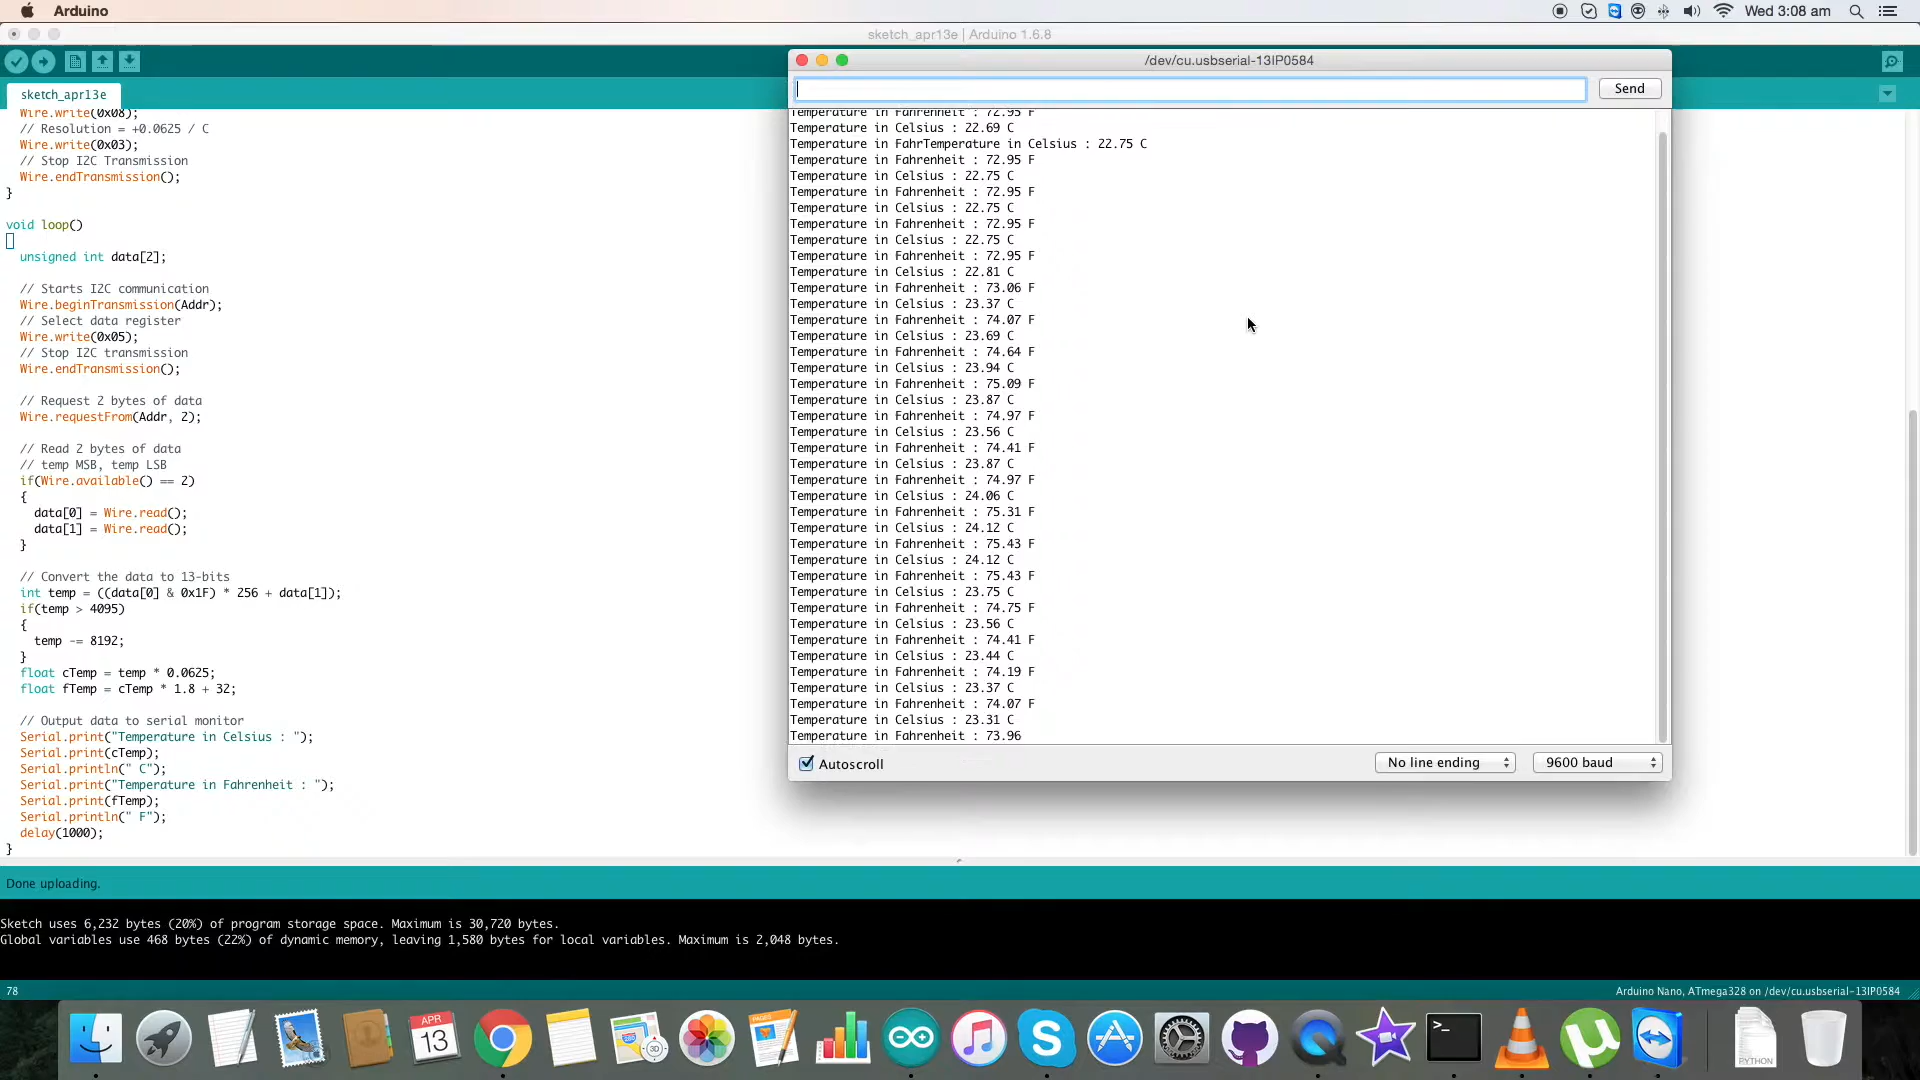 Arduino
Wed 3:08 am
sketch_apr13e | Arduino 1.6.8
sketch_apr13e
Wire.write(0x08);
// Resolution = +0.0625 / C
Wire.write(0x03);
// Stop I2C Transmission
Wire.endTransmission();
}
void loop()
unsigned int data[2];
// Starts I2C communication
Wire.beginTransmission(Addr);
// Select data register
Wire.write(0x05);
// Stop I2C transmission
Wire.endTransmission();
// Request 2 bytes of data
Wire.requestFrom(Addr, 2);
// Read 2 bytes of data
// temp MSB, temp LSB
if(Wire.available() == 2)
{
data[0] = Wire.read();
data[1] = Wire.read();
}
// Convert the data to 13-bits
int temp = ((data[0] & 0x1F) * 256 + data[1]);
if(temp > 4095)
{
temp -= 8192;
}
float cTemp = temp * 0.0625;
float fTemp = cTemp * 1.8 + 32;
// Output data to serial monitor
Serial.print("Temperature in Celsius : ");
Serial.print(cTemp);
Serial.println(" C");
Serial.print("Temperature in Fahrenheit : ");
Serial.print(fTemp);
Serial.println(" F");
delay(1000);
}
/dev/cu.usbserial-13IP0584
Send
Temperature in Fahrenheit : 72.95 F
Temperature in Celsius : 22.69 C
Temperature in FahrTemperature in Celsius : 22.75 C
Temperature in Fahrenheit : 72.95 F
Temperature in Celsius : 22.75 C
Temperature in Fahrenheit : 72.95 F
Temperature in Celsius : 22.75 C
Temperature in Fahrenheit : 72.95 F
Temperature in Celsius : 22.75 C
Temperature in Fahrenheit : 72.95 F
Temperature in Celsius : 22.81 C
Temperature in Fahrenheit : 73.06 F
Temperature in Celsius : 23.37 C
Temperature in Fahrenheit : 74.07 F
Temperature in Celsius : 23.69 C
Temperature in Fahrenheit : 74.64 F
Temperature in Celsius : 23.94 C
Temperature in Fahrenheit : 75.09 F
Temperature in Celsius : 23.87 C
Temperature in Fahrenheit : 74.97 F
Temperature in Celsius : 23.56 C
Temperature in Fahrenheit : 74.41 F
Temperature in Celsius : 23.87 C
Temperature in Fahrenheit : 74.97 F
Temperature in Celsius : 24.06 C
Temperature in Fahrenheit : 75.31 F
Temperature in Celsius : 24.12 C
Temperature in Fahrenheit : 75.43 F
Temperature in Celsius : 24.12 C
Temperature in Fahrenheit : 75.43 F
Temperature in Celsius : 23.75 C
Temperature in Fahrenheit : 74.75 F
Temperature in Celsius : 23.56 C
Temperature in Fahrenheit : 74.41 F
Temperature in Celsius : 23.44 C
Temperature in Fahrenheit : 74.19 F
Temperature in Celsius : 23.37 C
Temperature in Fahrenheit : 74.07 F
Temperature in Celsius : 23.31 C
Temperature in Fahrenheit : 73.96
Autoscroll
No line ending
9600 baud
Done uploading.
Sketch uses 6,232 bytes (20%) of program storage space. Maximum is 30,720 bytes.
Global variables use 468 bytes (22%) of dynamic memory, leaving 1,580 bytes for local variables. Maximum is 2,048 bytes.
78
Arduino Nano, ATmega328 on /dev/cu.usbserial-13IP0584
APR
13
PAGES
3D
>_
PYTHON